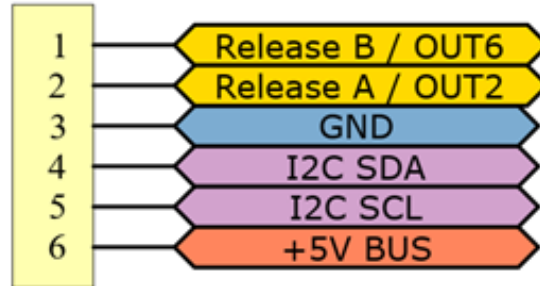 1 Release B / OUT6
2 Release A / OUT2
3 GND
4 I2C SDA
5 I2C SCL
6 +5V BUS